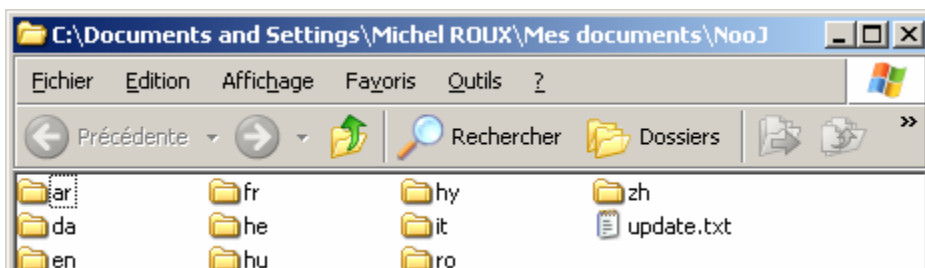 C:\Documents and Settings\Michel ROUX\Mes documents\NooJ
Fichier Edition Affichage Favoris Outils ?
Précédente Rechercher Dossiers »
ar fr hy zh
da he it update.txt
en hu ro